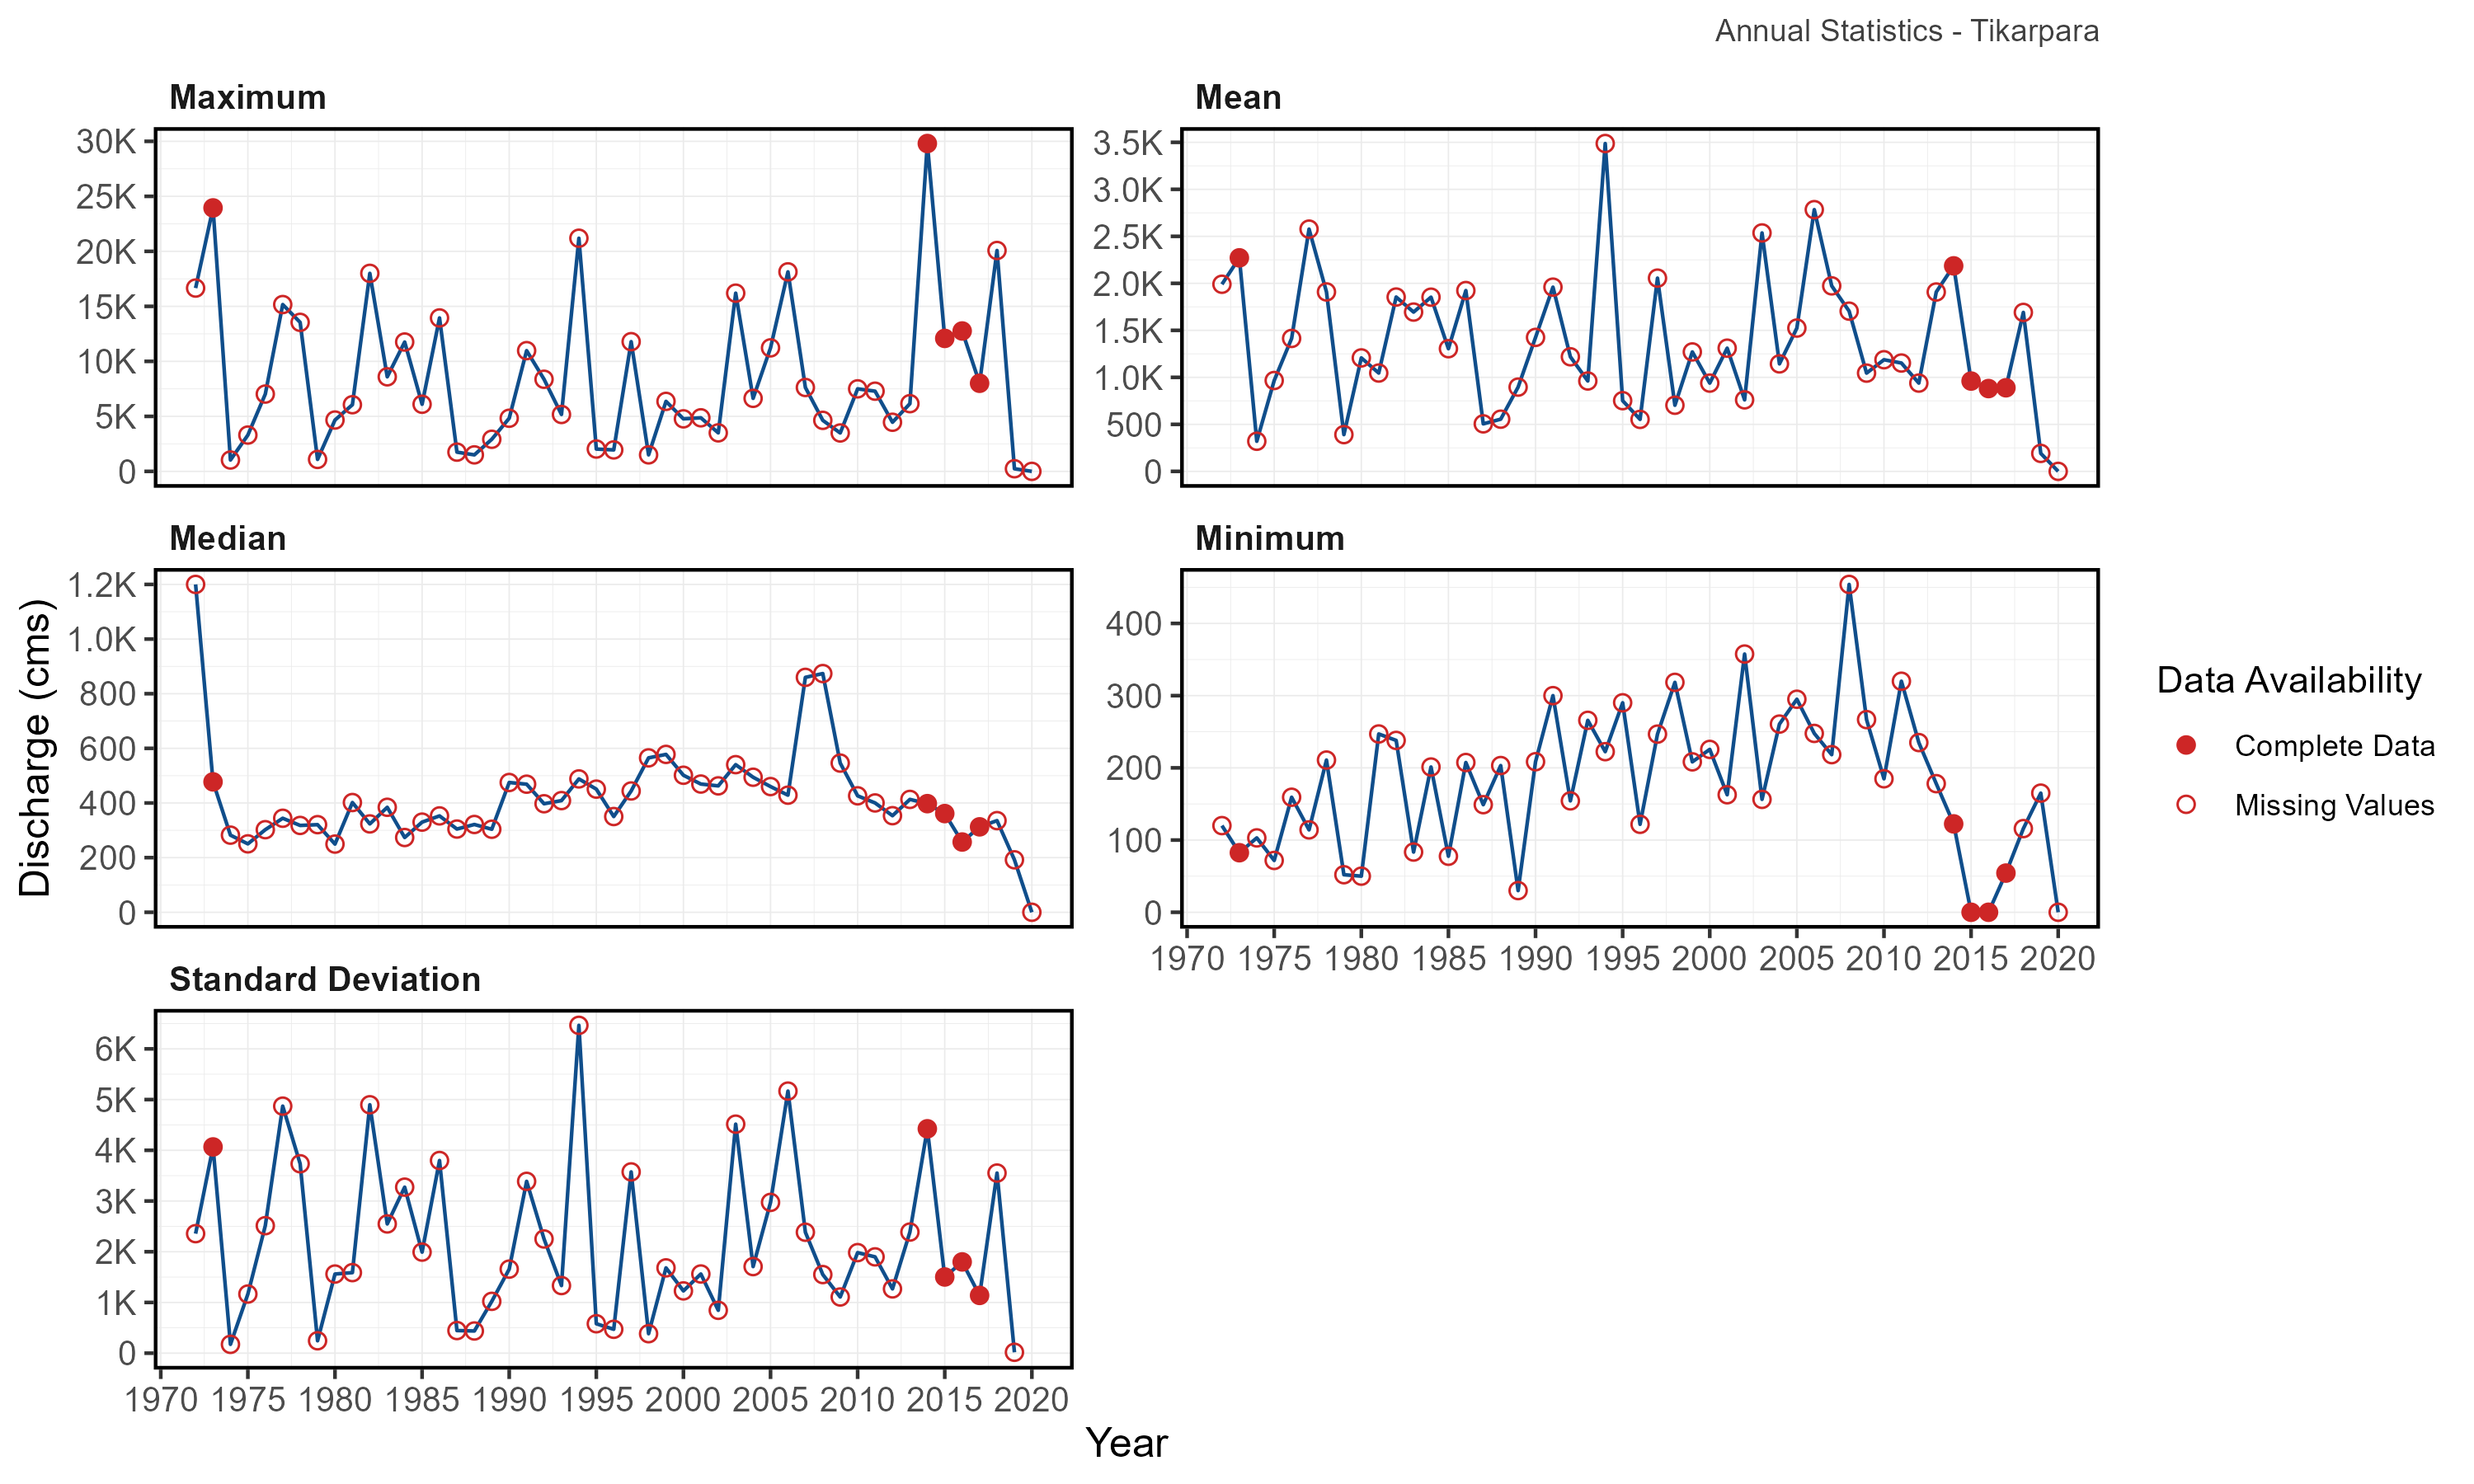 Annual Statistics - Tikarpara
Maximum
30K
25K
20K
15K
10K
5K
0
Mean
3.5K
3.0K
2.5K
2.0K
1.5K
1.0K
500
0
Discharge (cms)
Median
1.2K
1.0K
800
600
400
200
0
Minimum
400
300
200
100
0
1970 1975 1980 1985 1990 1995 2000 2005 2010 2015 2020
Data Availability
Complete Data
Missing Values
Standard Deviation
6K
5K
4K
3K
2K
1K
0
1970 1975 1980 1985 1990 1995 2000 2005 2010 2015 2020
Year